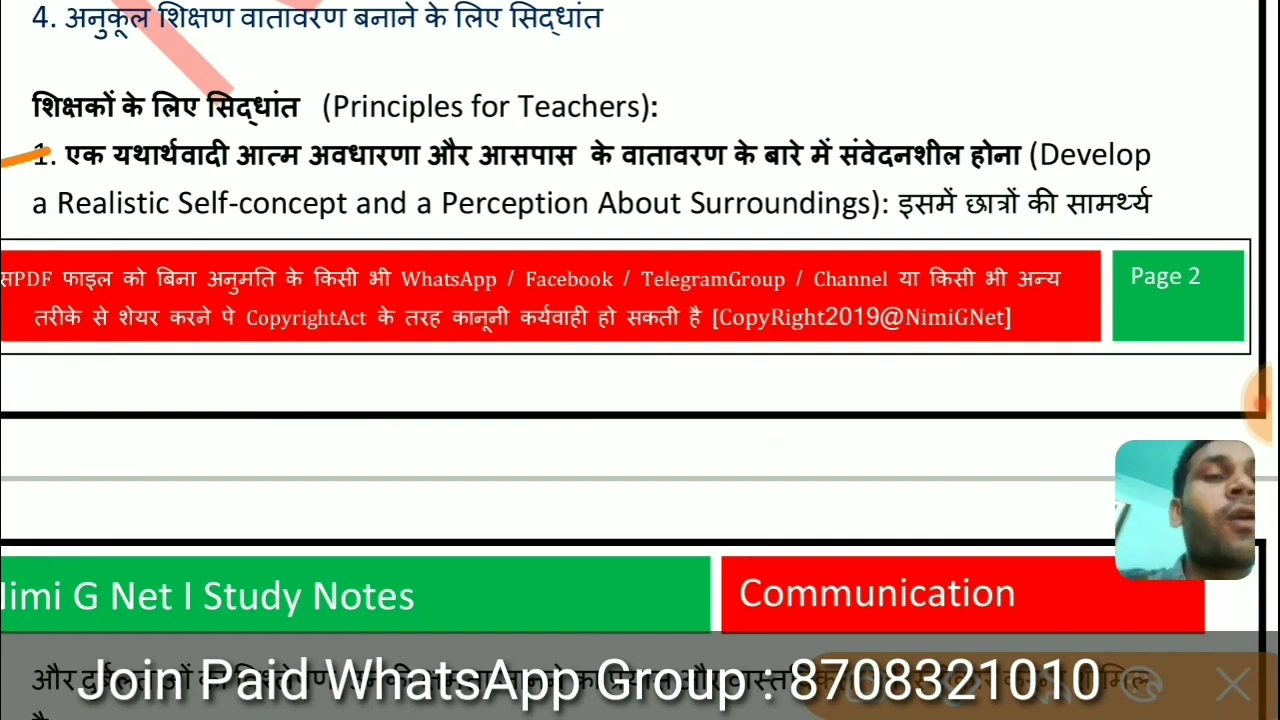 4. अनुकूल शिक्षण वातावरण बनाने के लिए सिद्धांत
शिक्षकों के लिए सिद्धांत (Principles for Teachers):
1. एक यथार्थवादी आत्म अवधारणा और आसपास के वातावरण के बारे में संवेदनशील होना (Develop
a Realistic Self-concept and a Perception About Surroundings): इसमें छात्रों की सामर्थ्य
सPDF फाइल को बिना अनुमति के किसी भी WhatsApp / Facebook / TelegramGroup / Channel या किसी भी अन्य
तरीके से शेयर करने पे CopyrightAct के तरह कानूनी कर्यवाही हो सकती है [CopyRight2019@NimiGNet]
Page 2
imi G Net I Study Notes
Communication
और
Join Paid WhatsApp Group : 8708321010